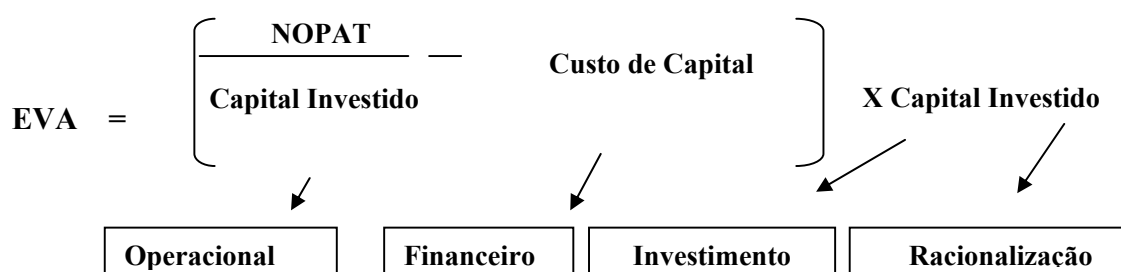 NOPAT
—
Custo de Capital
Capital Investido
X Capital Investido
EVA =
Operacional
Financeiro
Investimento
Racionalização